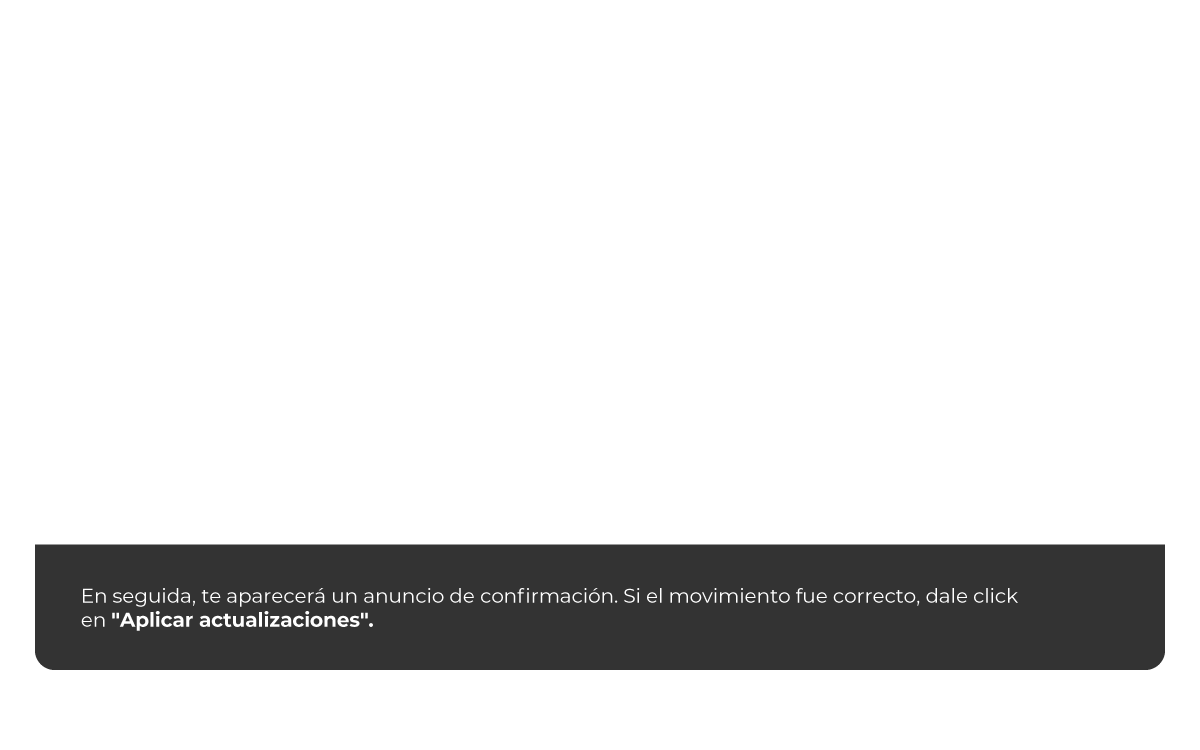 En seguida, te aparecerá un anuncio de confirmación. Si el movimiento fue correcto, dale click
en "Aplicar actualizaciones".